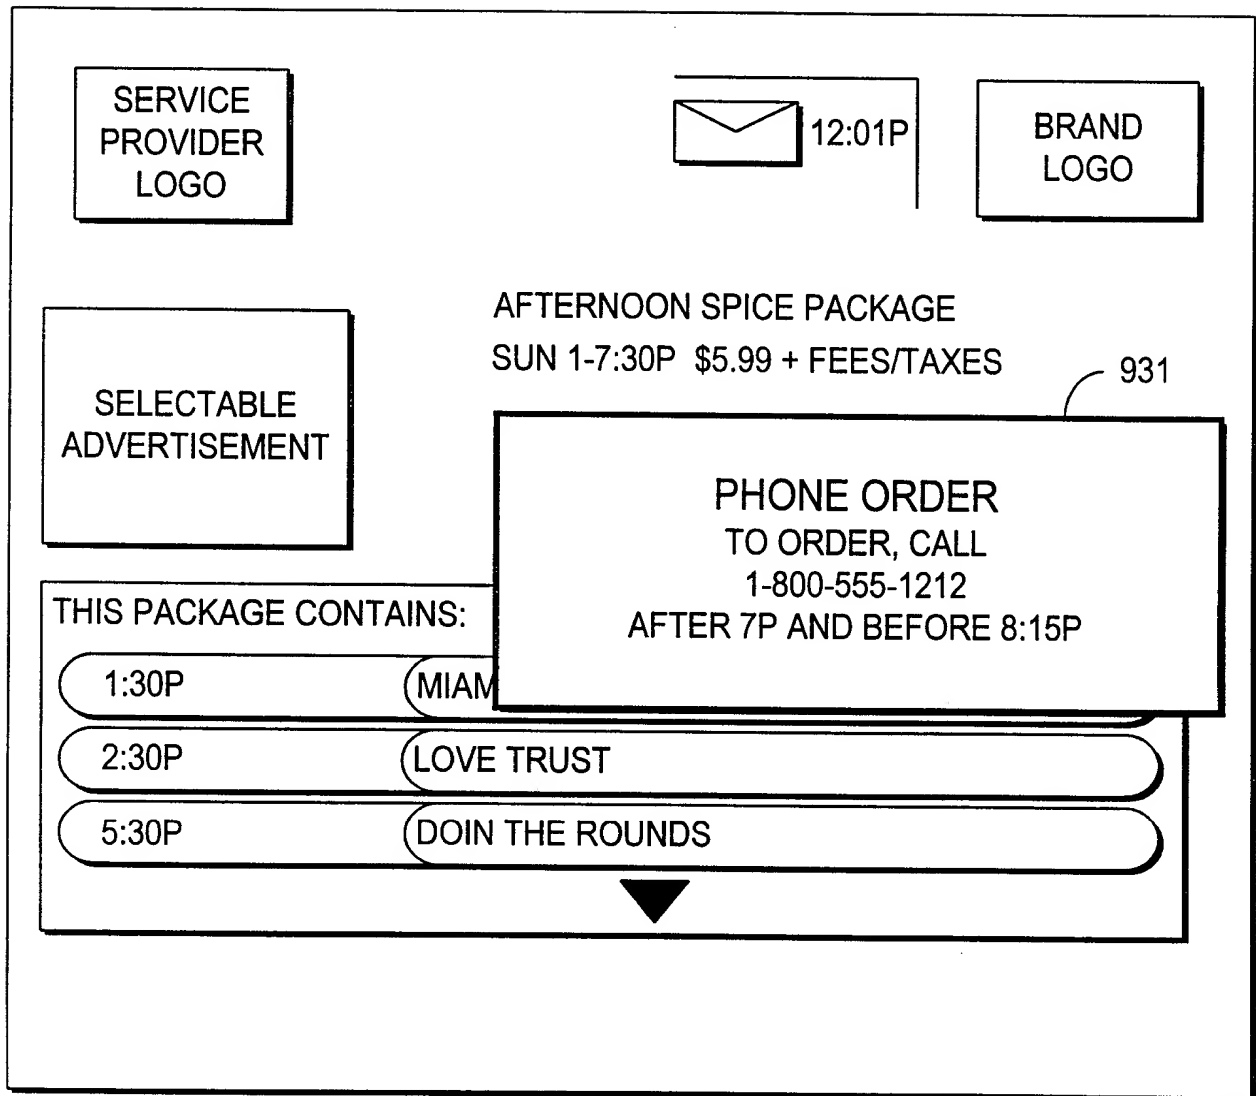 SERVICE
PROVIDER
LOGO
12:01P
BRAND
LOGO
AFTERNOON SPICE PACKAGE
SUN 1-7:30P $5.99 + FEES/TAXES
931
SELECTABLE
ADVERTISEMENT
PHONE ORDER
TO ORDER, CALL
1-800-555-1212
AFTER 7P AND BEFORE 8:15P
THIS PACKAGE CONTAINS:
1:30P MIAM
2:30P LOVE TRUST
5:30P DOIN THE ROUNDS